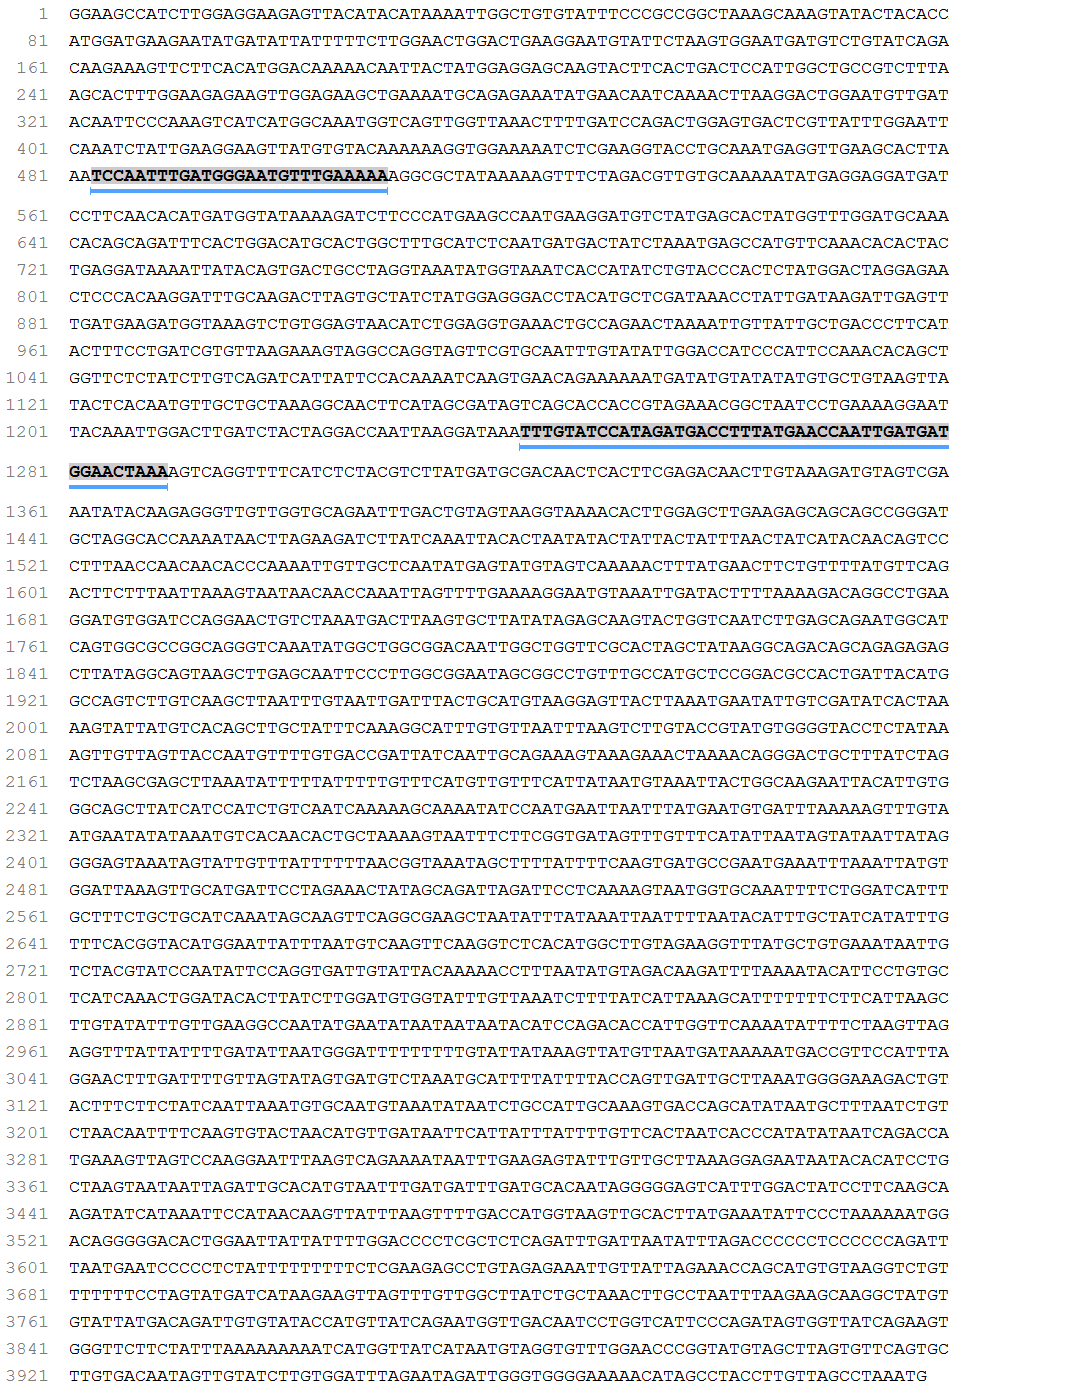 1 GGAAGCCATCTTGGAGGAAGAGTTACATACATAAAATTGGCTGTGTATTTCCCGCCGGCTAAAGCAAAGTATACTACACC
81 ATGGATGAAGAATATGATATTATTTTTCTTGGAACTGGACTGAAGGAATGTATTCTAAGTGGAATGATGTCTGTATCAGA
161 CAAGAAAGTTCTTCACATGGACAAAAACAATTACTATGGAGGAGCAAGTACTTCACTGACTCCATTGGCTGCCGTCTTTA
241 AGCACTTTGGAAGAGAAGTTGGAGAAGCTGAAAATGCAGAGAAATATGAACAATCAAAACTTAAGGACTGGAATGTTGAT
321 ACAATTCCCAAAGTCATCATGGCAAATGGTCAGTTGGTTAAACTTTTGATCCAGACTGGAGTGACTCGTTATTTGGAATT
401 CAAATCTATTGAAGGAAGTTATGTGTACAAAAAAGGTGGAAAAATCTCGAAGGTACCTGCAAATGAGGTTGAAGCACTTA
481 AATCCAATTTGATGGGAATGTTTGAAAAAAGGCGCTATAAAAAGTTTCTAGACGTTGTGCAAAAATATGAGGAGGATGAT
561 CCTTCAACACATGATGGTATAAAAGATCTTCCCATGAAGCCAATGAAGGATGTCTATGAGCACTATGGTTTGGATGCAAA
641 CACAGCAGATTTCACTGGACATGCACTGGCTTTGCATCTCAATGATGACTATCTAAATGAGCCATGTTCAAACACACTAC
721 TGAGGATAAAATTATACAGTGACTGCCTAGGTAAATATGGTAAATCACCATATCTGTACCCACTCTATGGACTAGGAGAA
801 CTCCCACAAGGATTTGCAAGACTTAGTGCTATCTATGGAGGGACCTACATGCTCGATAAACCTATTGATAAGATTGAGTT
881 TGATGAAGATGGTAAAGTCTGTGGAGTAACATCTGGAGGTGAAACTGCCAGAACTAAAATTGTTATTGCTGACCCTTCAT
961 ACTTTCCTGATCGTGTTAAGAAAGTAGGCCAGGTAGTTCGTGCAATTTGTATATTGGACCATCCCATTCCAAACACAGCT
1041 GGTTCTCTATCTTGTCAGATCATTATTCCACAAAATCAAGTGAACAGAAAAAATGATATGTATATATGTGCTGTAAGTTA
1121 TACTCACAATGTTGCTGCTAAAGGCAACTTCATAGCGATAGTCAGCACCACCGTAGAAACGGCTAATCCTGAAAAGGAAT
1201 TACAAATTGGACTTGATCTACTAGGACCAATTAAGGATAAATTTGTATCCATAGATGACCTTTATGAACCAATTGATGAT
1281 GGAACTAAAAGTCAGGTTTTCATCTCTACGTCTTATGATGCGACAACTCACTTCGAGACAACTTGTAAAGATGTAGTCGA
1361 AATATACAAGAGGGTTGTTGGTGCAGAATTTGACTGTAGTAAGGTAAAACACTTGGAGCTTGAAGAGCAGCAGCCGGGAT
1441 GCTAGGCACCAAAATAACTTAGAAGATCTTATCAAATTACACTAATATACTATTACTATTTAACTATCATACAACAGTCC
1521 CTTTAACCAACAACACCCAAAATTGTTGCTCAATATGAGTATGTAGTCAAAAACTTTATGAACTTCTGTTTTATGTTCAG
1601 ACTTCTTTAATTAAAGTAATAACAACCAAATTAGTTTTGAAAAGGAATGTAAATTGATACTTTTAAAAGACAGGCCTGAA
1681 GGATGTGGATCCAGGAACTGTCTAAATGACTTAAGTGCTTATATAGAGCAAGTACTGGTCAATCTTGAGCAGAATGGCAT
1761 CAGTGGCGCCGGCAGGGTCAAATATGGCTGGCGGACAATTGGCTGGTTCGCACTAGCTATAAGGCAGACAGCAGAGAGAG
1841 CTTATAGGCAGTAAGCTTGAGCAATTCCCTTGGCGGAATAGCGGCCTGTTTGCCATGCTCCGGACGCCACTGATTACATG
1921 GCCAGTCTTGTCAAGCTTAATTTGTAATTGATTTACTGCATGTAAGGAGTTACTTAAATGAATATTGTCGATATCACTAA
2001 AAGTATTATGTCACAGCTTGCTATTTCAAAGGCATTTGTGTTAATTTAAGTCTTGTACCGTATGTGGGGTACCTCTATAA
2081 AGTTGTTAGTTACCAATGTTTTGTGACCGATTATCAATTGCAGAAAGTAAAGAAACTAAAACAGGGACTGCTTTATCTAG
2161 TCTAAGCGAGCTTAAATATTTTTATTTTTGTTTCATGTTGTTTCATTATAATGTAAATTACTGGCAAGAATTACATTGTG
2241 GGCAGCTTATCATCCATCTGTCAATCAAAAAGCAAAATATCCAATGAATTAATTTATGAATGTGATTTAAAAAGTTTGTA
2321 ATGAATATATAAATGTCACAACACTGCTAAAAGTAATTTCTTCGGTGATAGTTTGTTTCATATTAATAGTATAATTATAG
2401 GGGAGTAAATAGTATTGTTTATTTTTTAACGGTAAATAGCTTTTATTTTCAAGTGATGCCGAATGAAATTTAAATTATGT
2481 GGATTAAAGTTGCATGATTCCTAGAAACTATAGCAGATTAGATTCCTCAAAAGTAATGGTGCAAATTTTCTGGATCATTT
2561 GCTTTCTGCTGCATCAAATAGCAAGTTCAGGCGAAGCTAATATTTATAAATTAATTTTAATACATTTGCTATCATATTTG
2641 TTTCACGGTACATGGAATTATTTAATGTCAAGTTCAAGGTCTCACATGGCTTGTAGAAGGTTTATGCTGTGAAATAATTG
2721 TCTACGTATCCAATATTCCAGGTGATTGTATTACAAAAACCTTTAATATGTAGACAAGATTTTAAAATACATTCCTGTGC
2801 TCATCAAACTGGATACACTTATCTTGGATGTGGTATTTGTTAAATCTTTTATCATTAAAGCATTTTTTTCTTCATTAAGC
2881 TTGTATATTTGTTGAAGGCCAATATGAATATAATAATAATACATCCAGACACCATTGGTTCAAAATATTTTCTAAGTTAG
2961 AGGTTTATTATTTTGATATTAATGGGATTTTTTTTTGTATTATAAAGTTATGTTAATGATAAAAATGACCGTTCCATTTA
3041 GGAACTTTGATTTTGTTAGTATAGTGATGTCTAAATGCATTTTATTTTACCAGTTGATTGCTTAAATGGGGAAAGACTGT
3121 ACTTTCTTCTATCAATTAAATGTGCAATGTAAATATAATCTGCCATTGCAAAGTGACCAGCATATAATGCTTTAATCTGT
3201 CTAACAATTTTCAAGTGTACTAACATGTTGATAATTCATTATTTATTTTGTTCACTAATCACCCATATATAATCAGACCA
3281 TGAAAGTTAGTCCAAGGAATTTAAGTCAGAAAATAATTTGAAGAGTATTTGTTGCTTAAAGGAGAATAATACACATCCTG
3361 CTAAGTAATAATTAGATTGCACATGTAATTTGATGATTTGATGCACAATAGGGGGAGTCATTTGGACTATCCTTCAAGCA
3441 AGATATCATAAATTCCATAACAAGTTATTTAAGTTTTGACCATGGTAAGTTGCACTTATGAAATATTCCCTAAAAAATGG
3521 ACAGGGGGACACTGGAATTATTATTTTGGACCCCTCGCTCTCAGATTTGATTAATATTTAGACCCCCCTCCCCCCAGATT
3601 TAATGAATCCCCCTCTATTTTTTTTTCTCGAAGAGCCTGTAGAGAAATTGTTATTAGAAACCAGCATGTGTAAGGTCTGT
3681 TTTTTTCCTAGTATGATCATAAGAAGTTAGTTTGTTGGCTTATCTGCTAAACTTGCCTAATTTAAGAAGCAAGGCTATGT
3761 GTATTATGACAGATTGTGTATACCATGTTATCAGAATGGTTGACAATCCTGGTCATTCCCAGATAGTGGTTATCAGAAGT
3841 GGGTTCTTCTATTTAAAAAAAAATCATGGTTATCATAATGTAGGTGTTTGGAACCCGGTATGTAGCTTAGTGTTCAGTGC
3921 TTGTGACAATAGTTGTATCTTGTGGATTTAGAATAGATTGGGTGGGGAAAAACATAGCCTACCTTGTTAGCCTAAATG